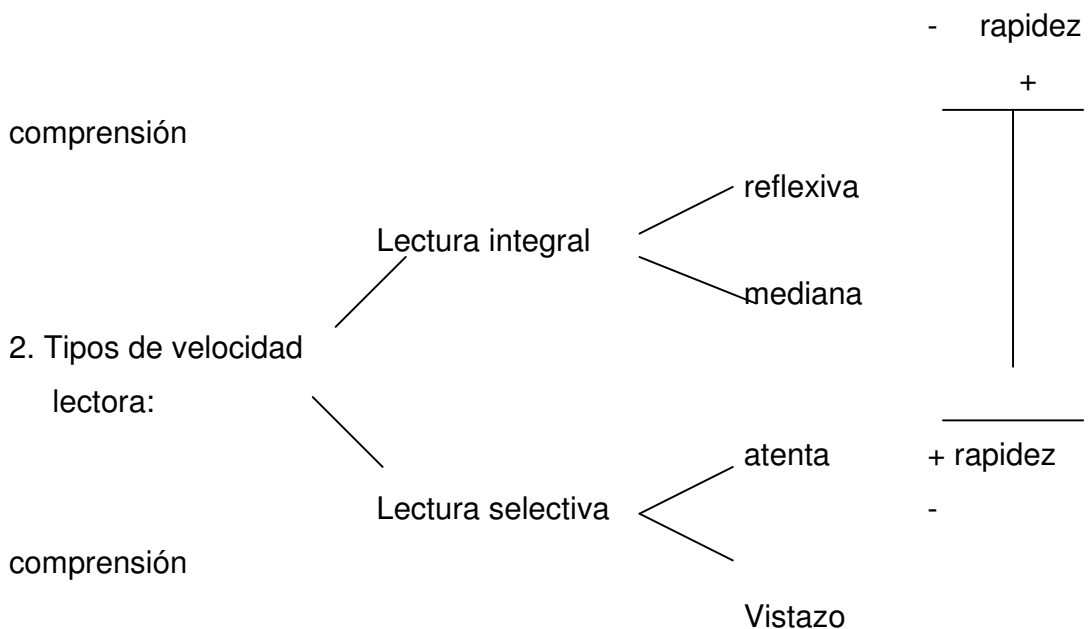 - rapidez
+
comprensión
reflexiva
Lectura integral
mediana
2. Tipos de velocidad
lectora:
atenta + rapidez
Lectura selectiva -
comprensión
Vistazo